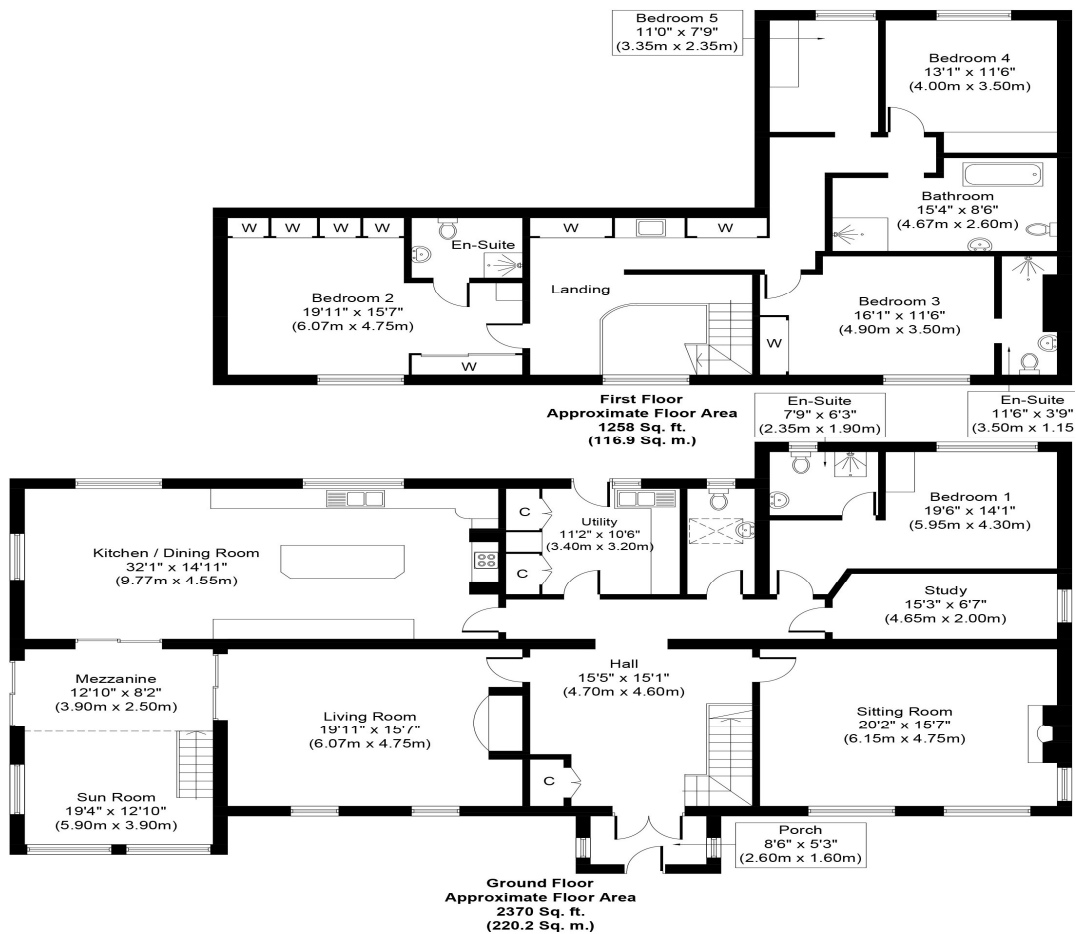 Bedroom 5
11'0" x 7'9"
(3.35m x 2.35m)
Bedroom 4
13'1" x 11'6"
(4.00m x 3.50m)
Bathroom
15'4" x 8'6"
(4.67m x 2.60m)
W
W
W
W
En-Suite
W
W
Bedroom 2
19'11" x 15'7"
(6.07m x 4.75m)
W
Landing
Bedroom 3
16'1" x 11'6"
(4.90m x 3.50m)
W
First Floor
Approximate Floor Area
1258 Sq. ft.
(116.9 Sq. m.)
En-Suite
7'9" x 6'3"
(2.35m x 1.90m)
En-Suite
11'6" x 3'9"
(3.50m x 1.15
Kitchen / Dining Room
32'1" x 14'11"
(9.77m x 4.55m)
C
C
Utility
11'2" x 10'6"
(3.40m x 3.20m)
Bedroom 1
19'6" x 14'1"
(5.95m x 4.30m)
Study
15'3" x 6'7"
(4.65m x 2.00m)
Mezzanine
12'10" x 8'2"
(3.90m x 2.50m)
Living Room
19'11" x 15'7"
(6.07m x 4.75m)
Hall
15'5" x 15'1"
(4.70m x 4.60m)
C
Sitting Room
20'2" x 15'7"
(6.15m x 4.75m)
Sun Room
19'4" x 12'10"
(5.90m x 3.90m)
Porch
8'6" x 5'3"
(2.60m x 1.60m)
Ground Floor
Approximate Floor Area
2370 Sq. ft.
(220.2 Sq. m.)